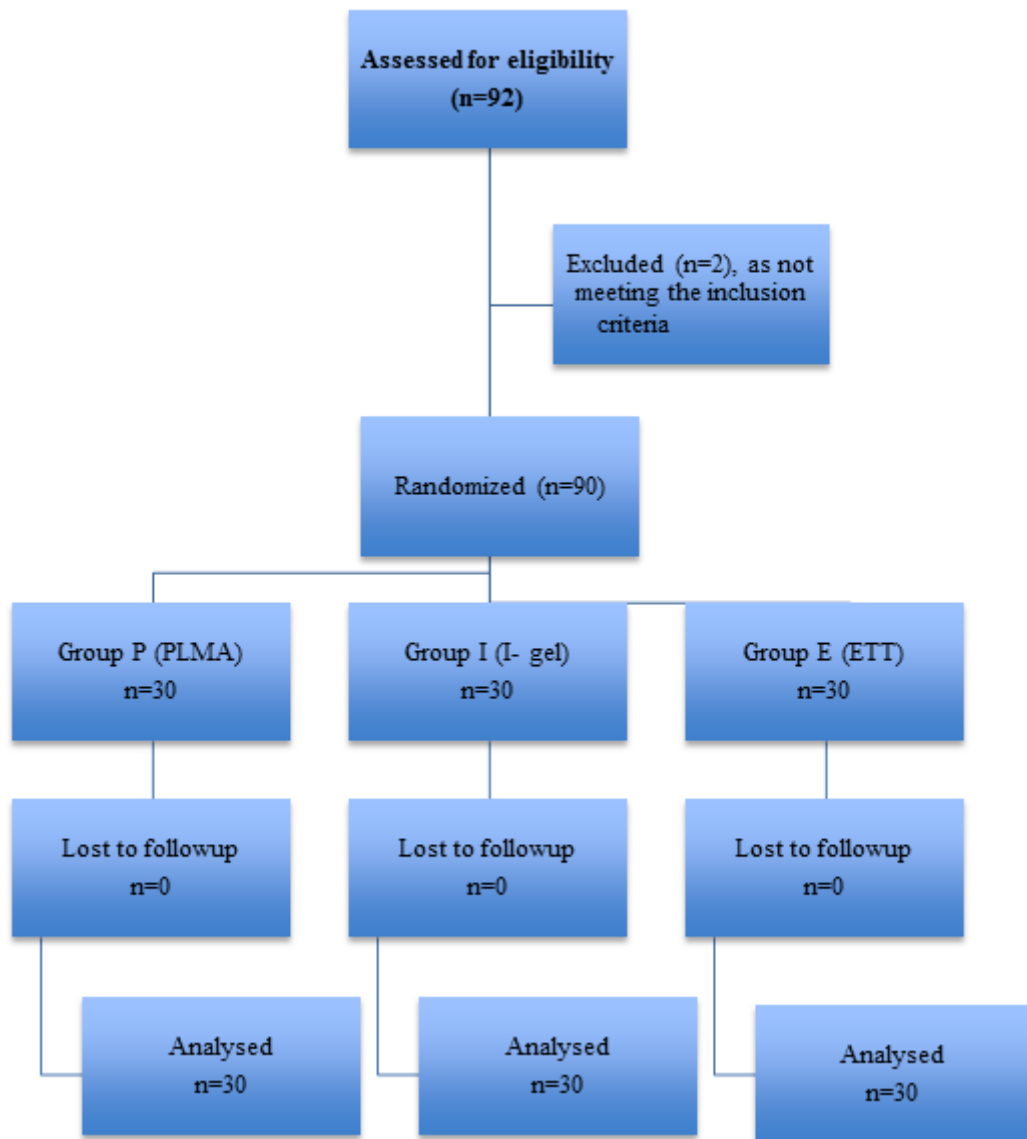 Assessed for eligibility
(n=92)
Excluded (n=2), as not
meeting the inclusion
criteria
Randomized (n=90)
Group P (PLMA)
n=30
Group I (I- gel)
n=30
Group E (ETT)
n=30
Lost to followup
n=0
Lost to followup
n=0
Lost to followup
n=0
Analysed
n=30
Analysed
n=30
Analysed
n=30